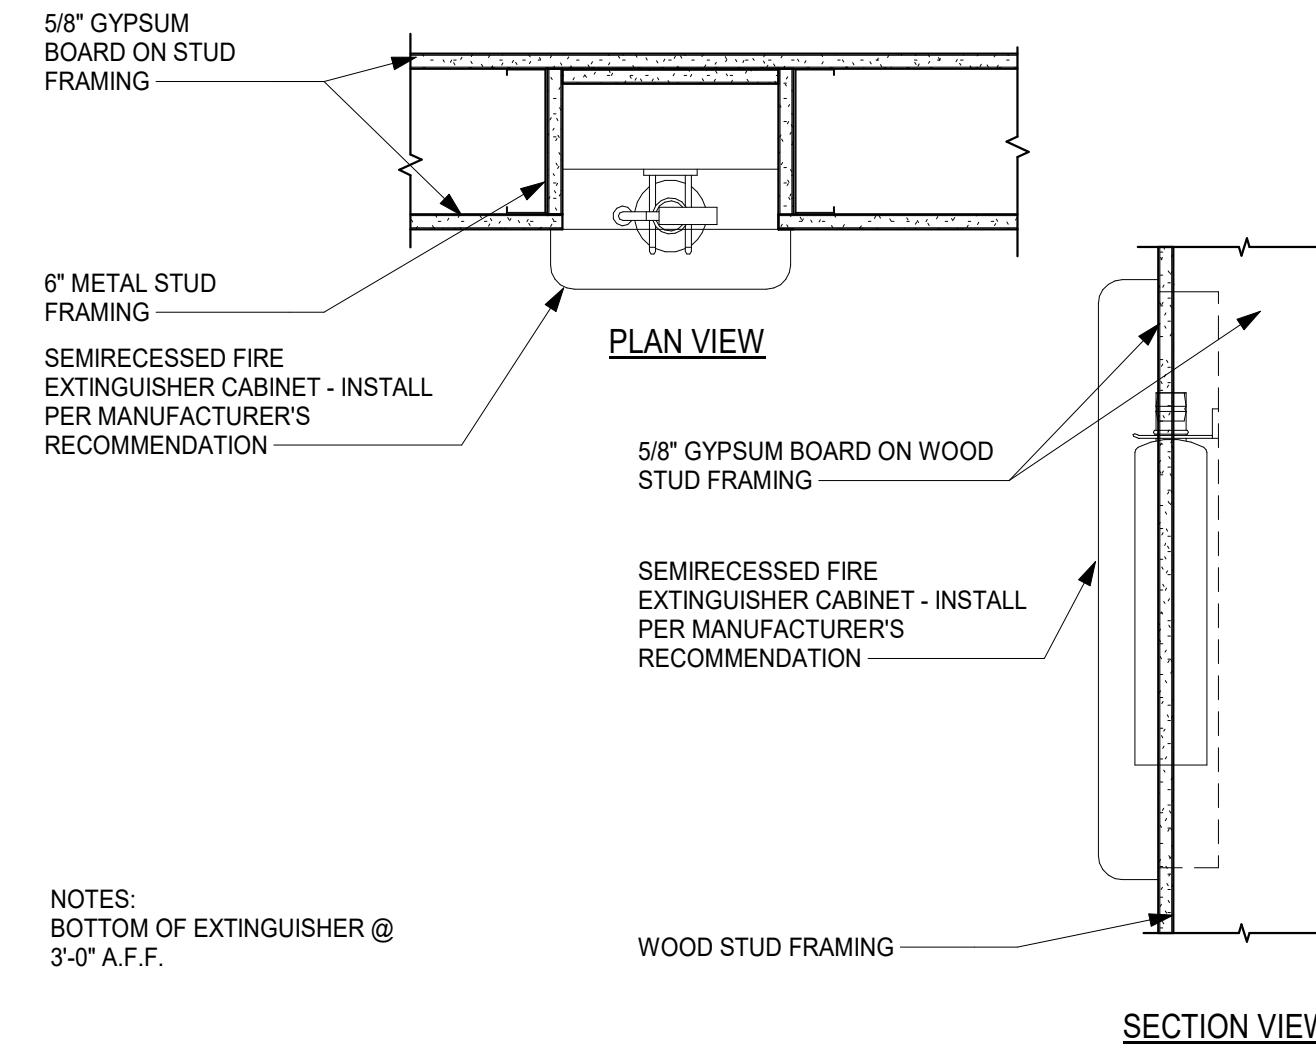 5/8" GYPSUM
BOARD ON STUD
FRAMING
6" METAL STUD
FRAMING
SEMIRECESSED FIRE
EXTINGUISHER CABINET - INSTALL
PER MANUFACTURER'S
RECOMMENDATION
PLAN VIEW
5/8" GYPSUM BOARD ON WOOD
STUD FRAMING
SEMIRECESSED FIRE
EXTINGUISHER CABINET - INSTALL
PER MANUFACTURER'S
RECOMMENDATION
NOTES:
BOTTOM OF EXTINGUISHER @
3'-0" A.F.F.
WOOD STUD FRAMING
SECTION VIEW